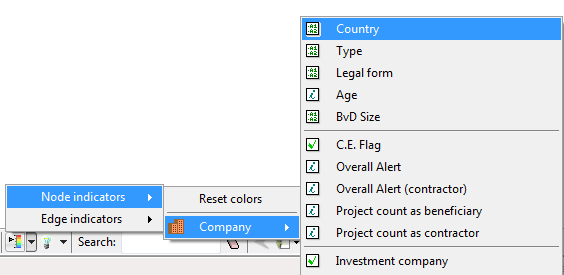 Country
Type
Legal form
Age
BvD Size
C.E. Flag
Overall Alert
Overall Alert (contractor)
Project count as beneficiary
Project count as contractor
Investment company
Node indicators
Edge indicators
Reset colors
Company
Search: